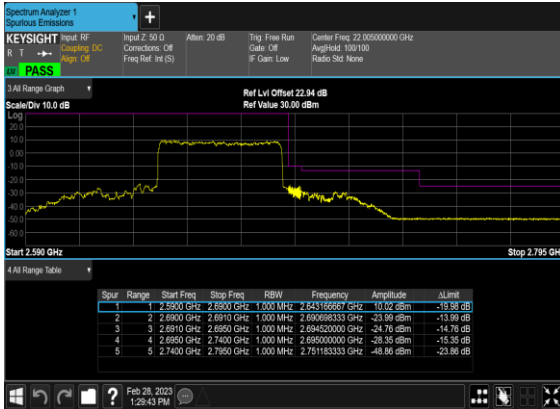 Spectrum Analyzer 1
Spurious Emissions
+
KEYSIGHT Input: RF Input Z: 50 Ω Atten: 20 dB Trig: Free Run Center Freq: 22.005000000 GHz
R T Coupling: DC Corrections: Off Gate: Off Avg|Hold: 100/100
Align: Off Freq Ref: Int (S) IF Gain: Low Radio Std: None
PASS
3 All Range Graph
Ref Lvl Offset 22.94 dB
Scale/Div 10.0 dB Ref Value 30.00 dBm
Log
20.0
10.0
0.00
-10.0
-20.0
-30.0
-40.0
-50.0
-60.0
Start 2.590 GHz Stop 2.795 GH
4 All Range Table
Spur Range Start Freq Stop Freq RBW Frequency Amplitude ΔLimit
1 1 2.5900 GHz 2.6900 GHz 1.000 MHz 2.643166667 GHz 10.02 dBm -19.98 dB
2 2 2.6900 GHz 2.6910 GHz 1.000 MHz 2.690698333 GHz -23.99 dBm -13.99 dB
3 3 2.6910 GHz 2.6950 GHz 1.000 MHz 2.694520000 GHz -24.76 dBm -14.76 dB
4 4 2.6950 GHz 2.7400 GHz 1.000 MHz 2.695000000 GHz -28.35 dBm -15.35 dB
5 5 2.7400 GHz 2.7950 GHz 1.000 MHz 2.751183333 GHz -48.86 dBm -23.86 dB
? Feb 28, 2023
1:29:43 PM